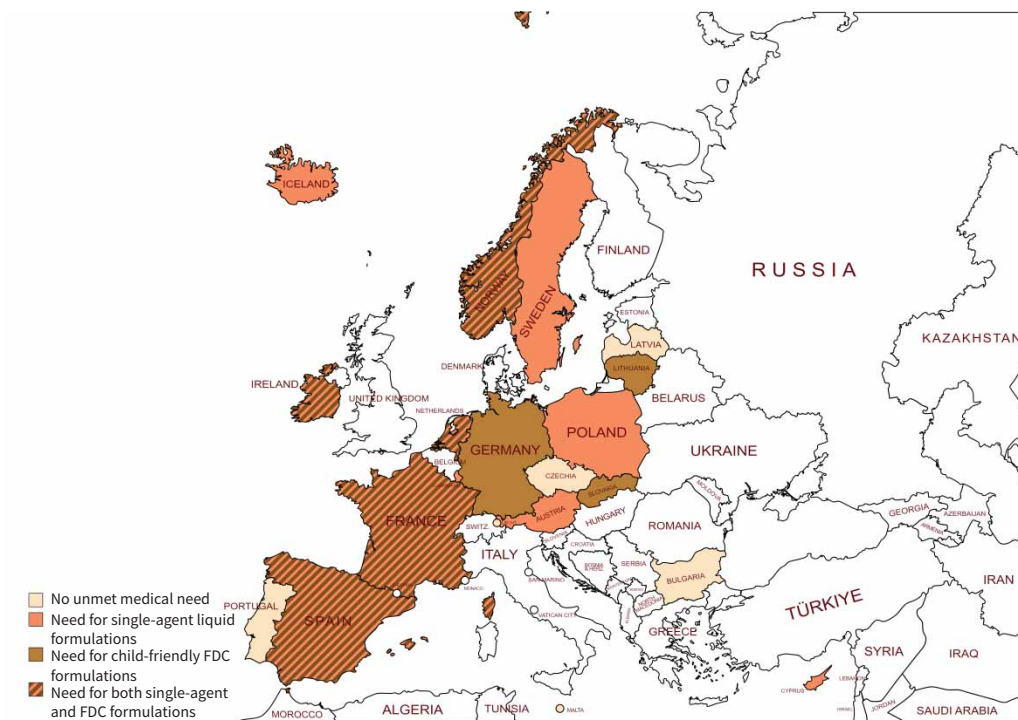 ICELAND
NORWAY
SWEDEN
FINLAND
RUSSIA
ESTONIA
LATVIA
LITHUANIA
KAZAKHSTAN
DENMARK
IRELAND
UNITED KINGDOM
NETHERLANDS
BELARUS
GERMANY
POLAND
UKRAINE
BELGIUM
CZECHIA
SLOVAKIA
MOLDOVA
FRANCE
SWITZ.
AUSTRIA
HUNGARY
ROMANIA
GEORGIA
AZERBAIJAN
ARMENIA
SLOVENIA
CROATIA
ITALY
BOSNIA
& HERZ.
SERBIA
BULGARIA
SAN MARINO
MONACO
IRAN
PORTUGAL
SPAIN
VATICAN CITY
NORTH
MACEDONIA
TÜRKIYE
GREECE
SYRIA
IRAQ
CYPRUS
LEBANON
ISRAEL
JORDAN
SAUDI ARABIA
MOROCCO
ALGERIA
TUNISIA
MALTA
No unmet medical need
Need for single-agent liquid
formulations
Need for child-friendly FDC
formulations
Need for both single-agent
and FDC formulations